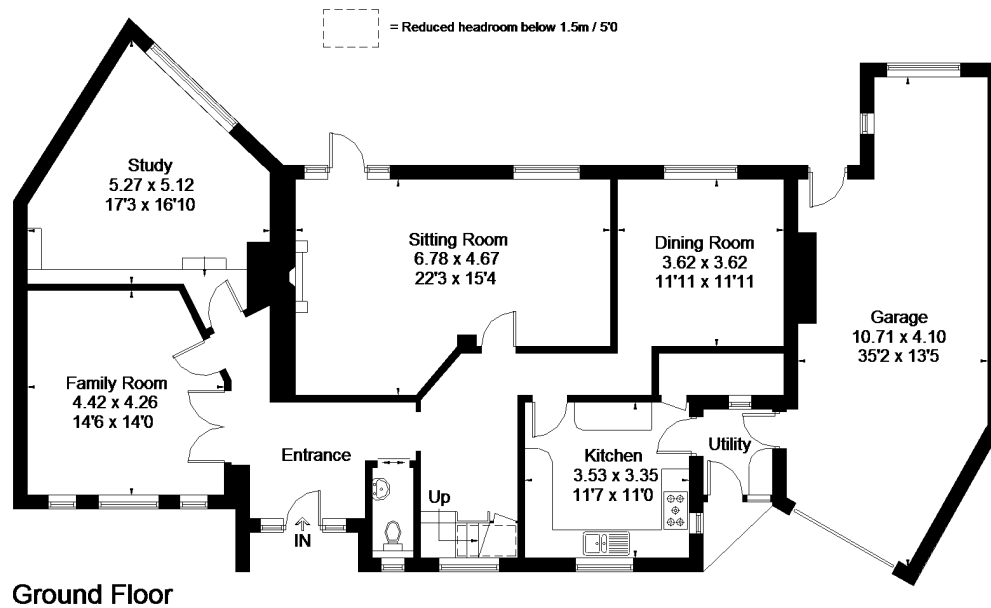 = Reduced headroom below 1.5m / 5'0
Study
5.27 x 5.12
17'3 x 16'10
Sitting Room
6.78 x 4.67
22'3 x 15'4
Dining Room
3.62 x 3.62
11'11 x 11'11
Garage
10.71 x 4.10
35'2 x 13'5
Family Room
4.42 x 4.26
14'6 x 14'0
Entrance
Kitchen
3.53 x 3.35
11'7 x 11'0
Utility
Up
IN
Ground Floor